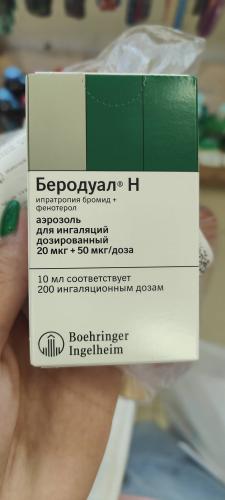 Беродуал® Н
ипратропия бромид +
фенотерол
аэрозоль
для ингаляций
дозированный
20 мкг + 50 мкг/доза
10 мл соответствует
200 ингаляционным дозам
Boehringer
Ingelheim